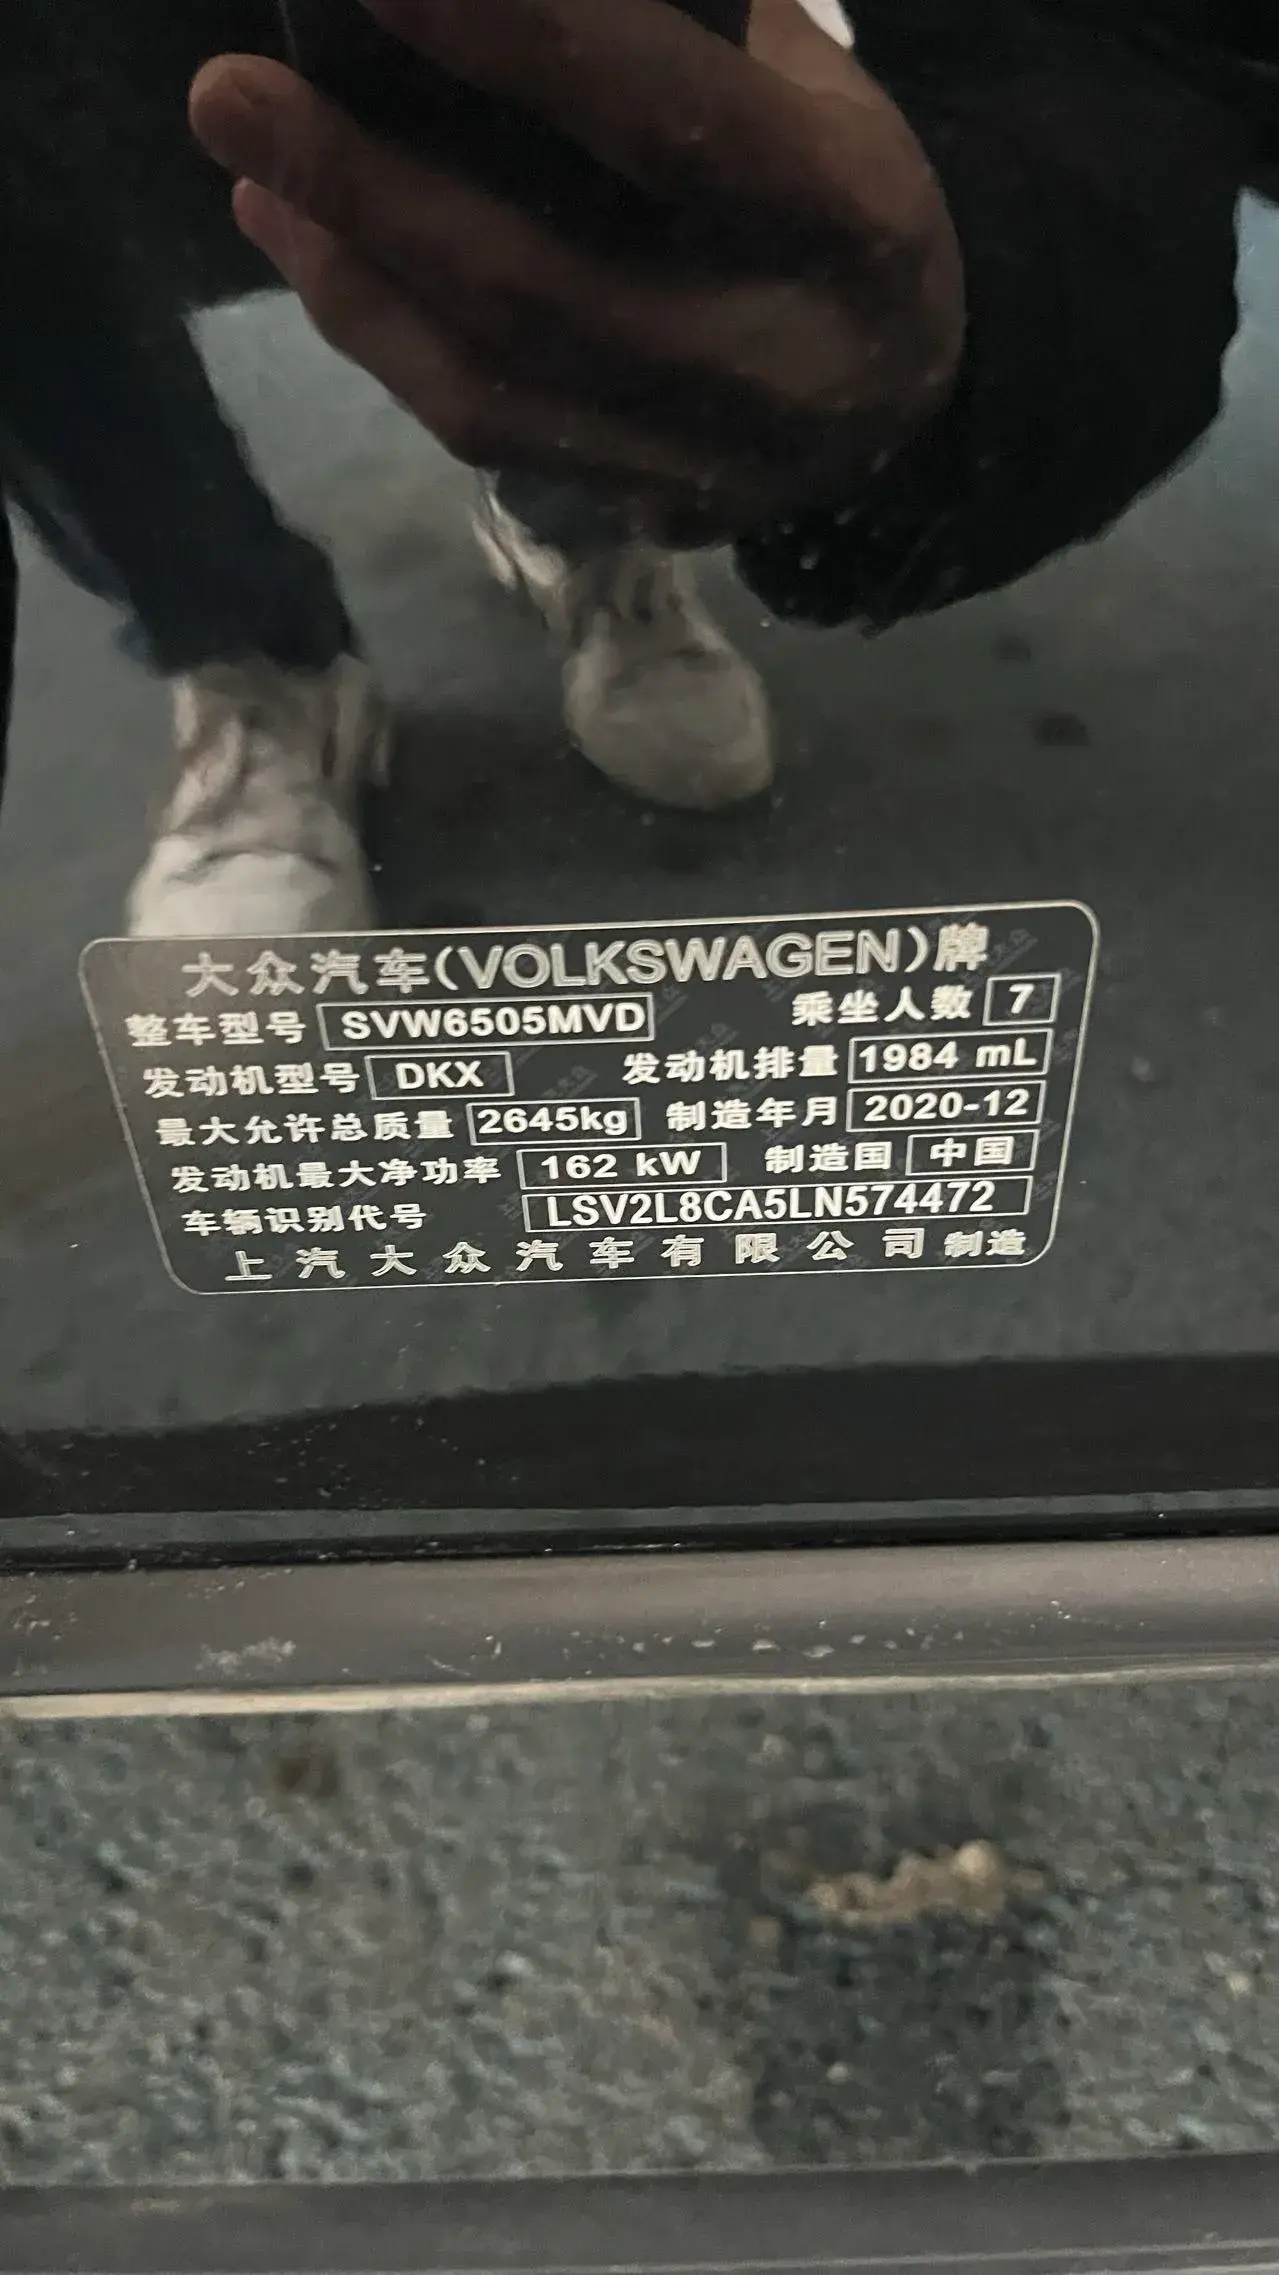 大众汽车(VOLKSWAGEN)牌
整车型号 SVW6505MVD 乘坐人数 7
发动机型号 DKX 发动机排量 1984 mL
最大允许总质量 2645kg 制造年月 2020-12
发动机最大净功率 162 kW 制造国 中国
车辆识别代号 LSV2L8CA5LN574472
上汽大众汽车有限公司制造